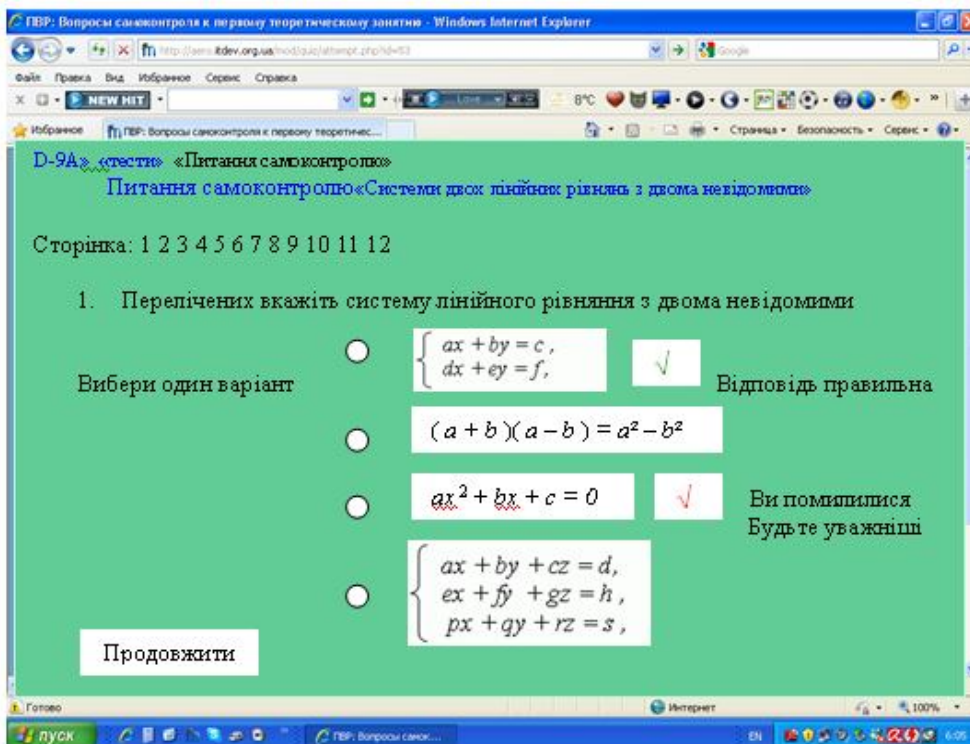 ПВР: Вопросы самоконтроля к первому теоретическому занятию - Windows Internet Explorer
Google
Файл Правка Вид Избранное Сервис Справка
NEW HIT
8°C
Избранное ПВР: Вопросы самоконтроля к первому теоретичес... Страница Безопасность Сервис
D-9A» «тести» «Питання самоконтролю»
Питання самоконтролю«Системи двох лінійних рівнянь з двома невідомими»
Сторінка: 1 2 3 4 5 6 7 8 9 10 11 12
1. Перелічених вкажіть систему лінійного рівняння з двома невідомими
ax + by = c ,
dx + ey = f,
√
Вибери один варіант
Відповідь правильна
( a + b )( a – b ) = a² – b²
ax² + bx + c = 0
√
Ви помилилися
Будьте уважніші
ax + by + cz = d,
ex + fy + gz = h ,
px + qy + rz = s ,
Продовжити
Готово Интернет 100%
пуск ПВР: Вопросы самок... EN 6:05